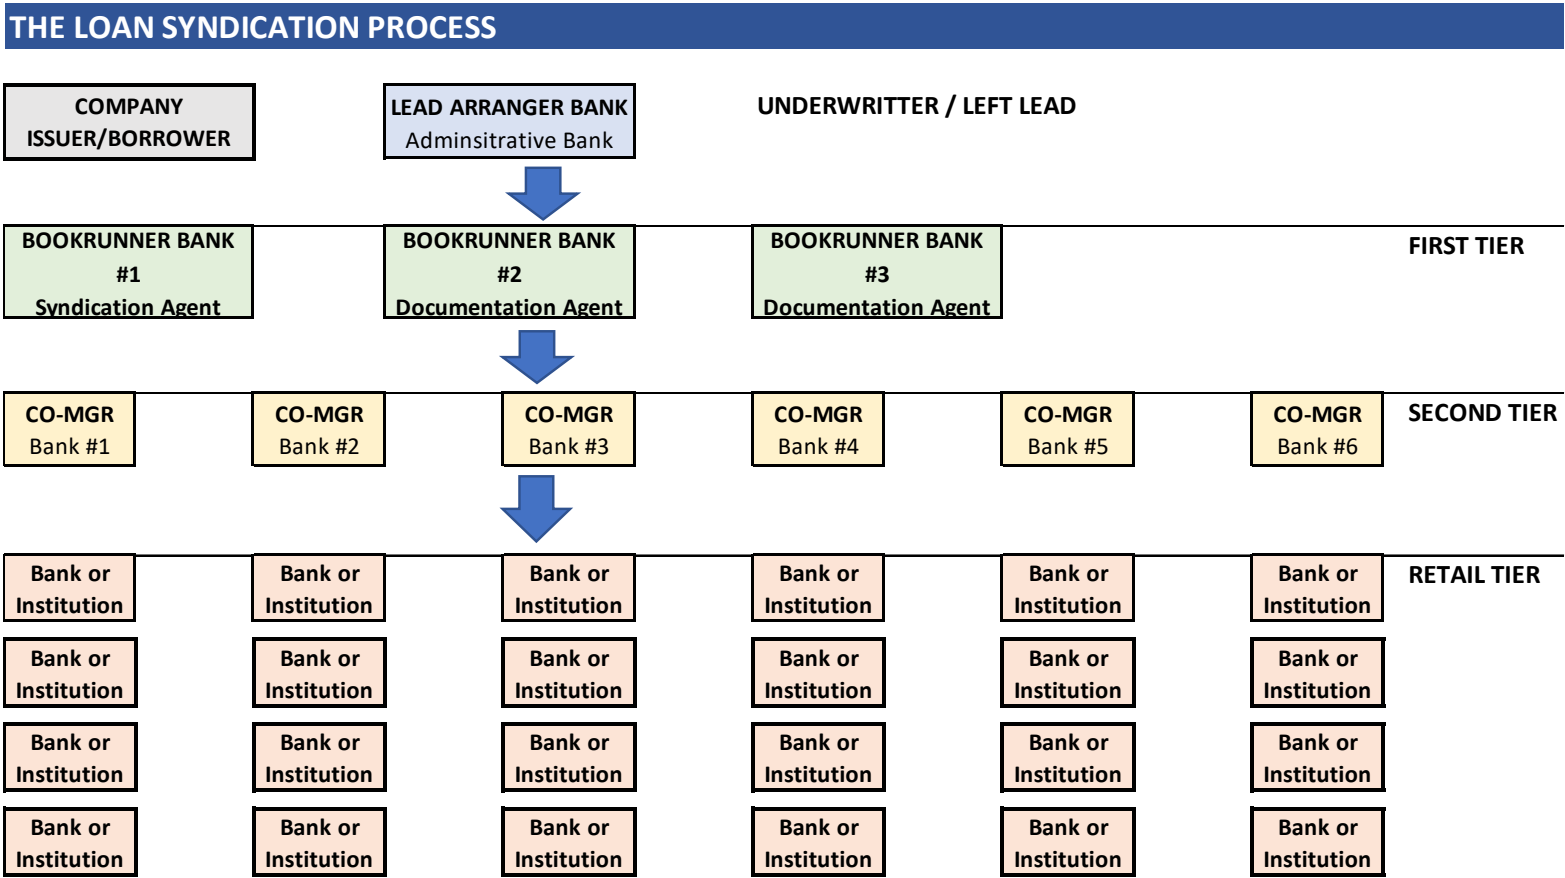 THE LOAN SYNDICATION PROCESS
COMPANY
ISSUER/BORROWER
LEAD ARRANGER BANK
Adminsitrative Bank
UNDERWRITTER / LEFT LEAD
BOOKRUNNER BANK
#1
Syndication Agent
BOOKRUNNER BANK
#2
Documentation Agent
BOOKRUNNER BANK
#3
Documentation Agent
FIRST TIER
CO-MGR
Bank #1
CO-MGR
Bank #2
CO-MGR
Bank #3
CO-MGR
Bank #4
CO-MGR
Bank #5
CO-MGR
Bank #6
SECOND TIER
Bank or
Institution
Bank or
Institution
Bank or
Institution
Bank or
Institution
Bank or
Institution
Bank or
Institution
RETAIL TIER
Bank or
Institution
Bank or
Institution
Bank or
Institution
Bank or
Institution
Bank or
Institution
Bank or
Institution
Bank or
Institution
Bank or
Institution
Bank or
Institution
Bank or
Institution
Bank or
Institution
Bank or
Institution
Bank or
Institution
Bank or
Institution
Bank or
Institution
Bank or
Institution
Bank or
Institution
Bank or
Institution